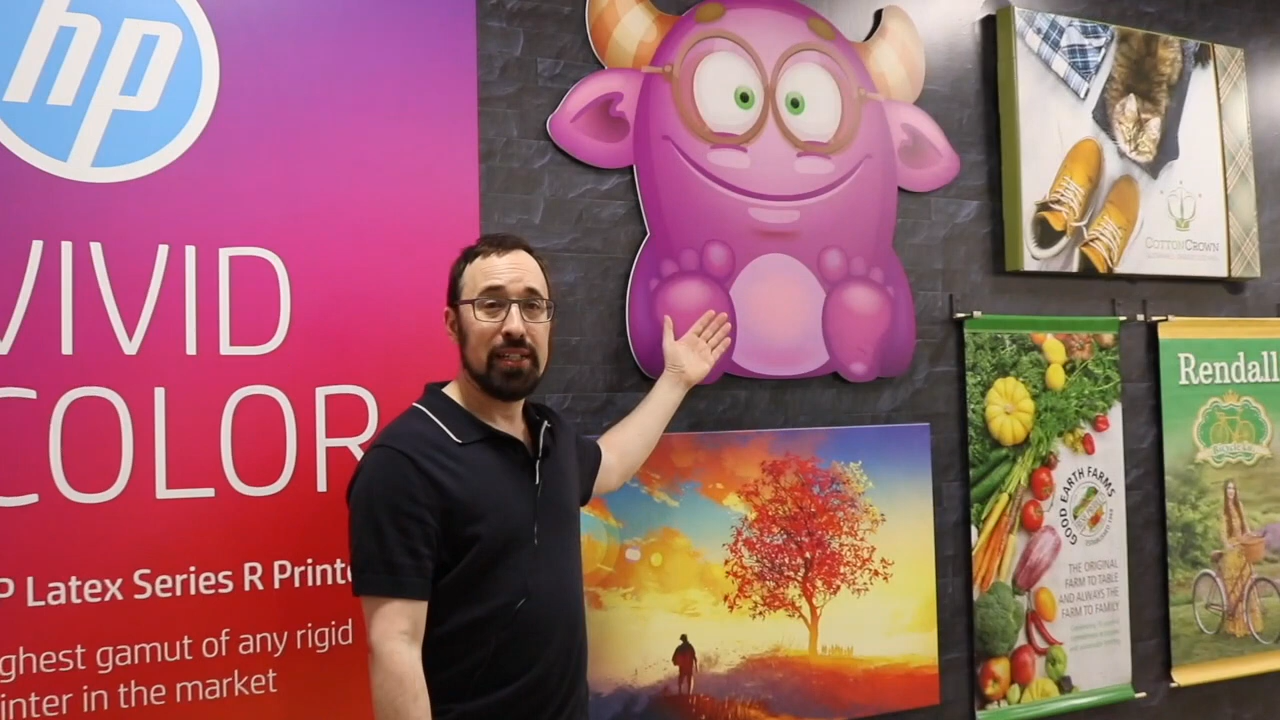 hp
VIVID
COLOR
P Latex Series R Printe
ghest gamut of any rigid
inter in the market
COTTONCROWN
Rendall
GOOD EARTH FARMS
THE ORIGINAL
FARM TO TABLE
AND ALWAYS THE
FARM TO FAMILY